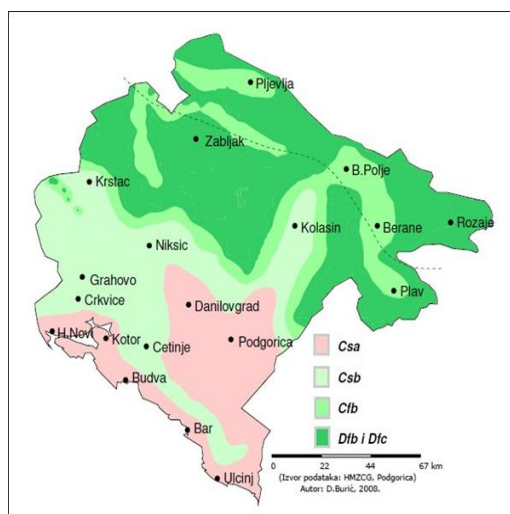 Pljevlja
Zabljak
B.Polje
Krstac
Kolasin
Berane
Rozaje
Niksic
Grahovo
Crkvice
Danilovgrad
Plav
H.Novi
Kotor
Cetinje
Podgorica
Budva
Bar
Ulcinj
Csa
Csb
Cfb
Dfb i Dfc
0 22 44 67 km
(Izvor podataka: HMZCG, Podgorica)
Autor: D.Burić, 2008.